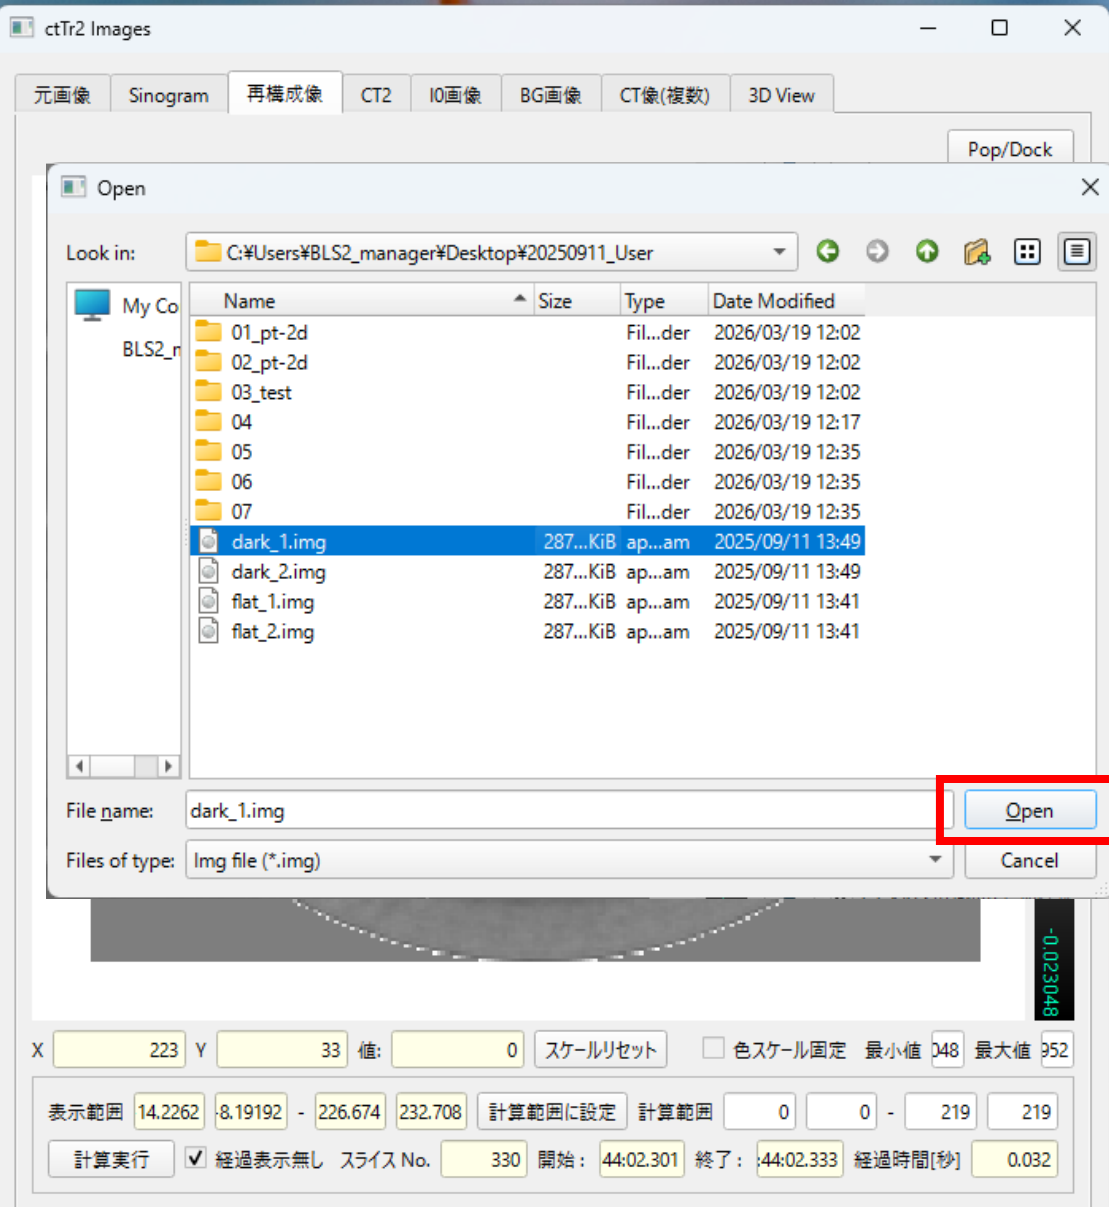 ctTr2 Images
元画像 Sinogram 再構成像 CT2 I0画像 BG画像 CT像(複数) 3D View
Pop/Dock
Open
Look in: C:¥Users¥BLS2_manager¥Desktop¥20250911_User
My Co
BLS2_m
Name Size Type Date Modified
01_pt-2d Fil...der 2026/03/19 12:02
02_pt-2d Fil...der 2026/03/19 12:02
03_test Fil...der 2026/03/19 12:02
04 Fil...der 2026/03/19 12:17
05 Fil...der 2026/03/19 12:35
06 Fil...der 2026/03/19 12:35
07 Fil...der 2026/03/19 12:35
dark_1.img 287...KiB ap...am 2025/09/11 13:49
dark_2.img 287...KiB ap...am 2025/09/11 13:49
flat_1.img 287...KiB ap...am 2025/09/11 13:41
flat_2.img 287...KiB ap...am 2025/09/11 13:41
File name: dark_1.img Open
Files of type: Img file (*.img) Cancel
-0.023048
X 223 Y 33 値: 0 スケールリセット 色スケール固定 最小値 048 最大値 952
表示範囲 14.2262 -8.19192 - 226.674 232.708 計算範囲に設定 計算範囲 0 0 - 219 219
計算実行 経過表示無し スライス No. 330 開始: 44:02.301 終了: :44:02.333 経過時間[秒] 0.032